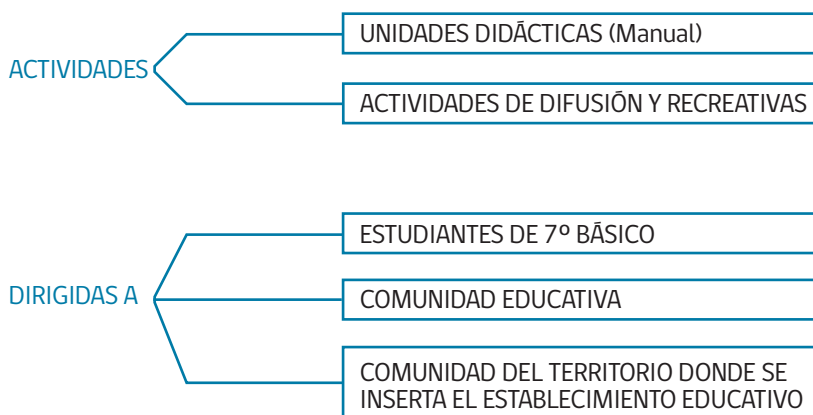 ACTIVIDADES
UNIDADES DIDÁCTICAS (Manual)
ACTIVIDADES DE DIFUSIÓN Y RECREATIVAS
DIRIGIDAS A
ESTUDIANTES DE 7º BÁSICO
COMUNIDAD EDUCATIVA
COMUNIDAD DEL TERRITORIO DONDE SE
INSERTA EL ESTABLECIMIENTO EDUCATIVO